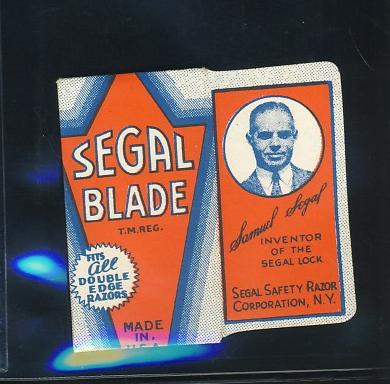 SEGAL
BLADE
T.M.REG.
FITS
all
DOUBLE
EDGE
RAZORS
MADE
IN
U.S.A.
Samuel Segal
INVENTOR
OF THE
SEGAL LOCK
SEGAL SAFETY RAZOR
CORPORATION, N.Y.